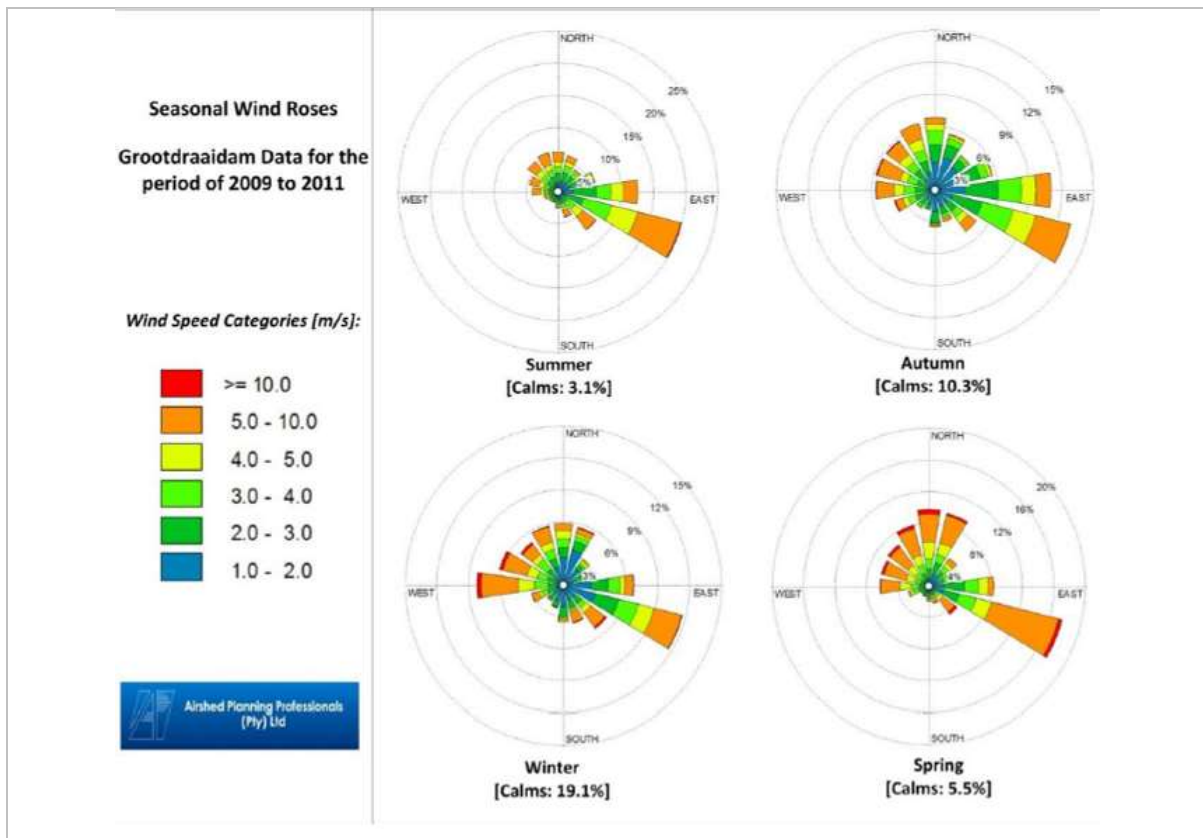 Seasonal Wind Roses
Grootdraaidam Data for the
period of 2009 to 2011
Wind Speed Categories [m/s]:
>= 10.0
5.0 - 10.0
4.0 - 5.0
3.0 - 4.0
2.0 - 3.0
1.0 - 2.0
Airshed Planning Professionals
(Pty) Ltd
NORTH
25%
20%
15%
10%
WEST
EAST
SOUTH
Summer
[Calms: 3.1%]
NORTH
15%
12%
9%
6%
3%
WEST
EAST
SOUTH
Autumn
[Calms: 10.3%]
NORTH
15%
12%
9%
6%
3%
WEST
EAST
SOUTH
Winter
[Calms: 19.1%]
NORTH
20%
16%
12%
8%
4%
WEST
EAST
SOUTH
Spring
[Calms: 5.5%]